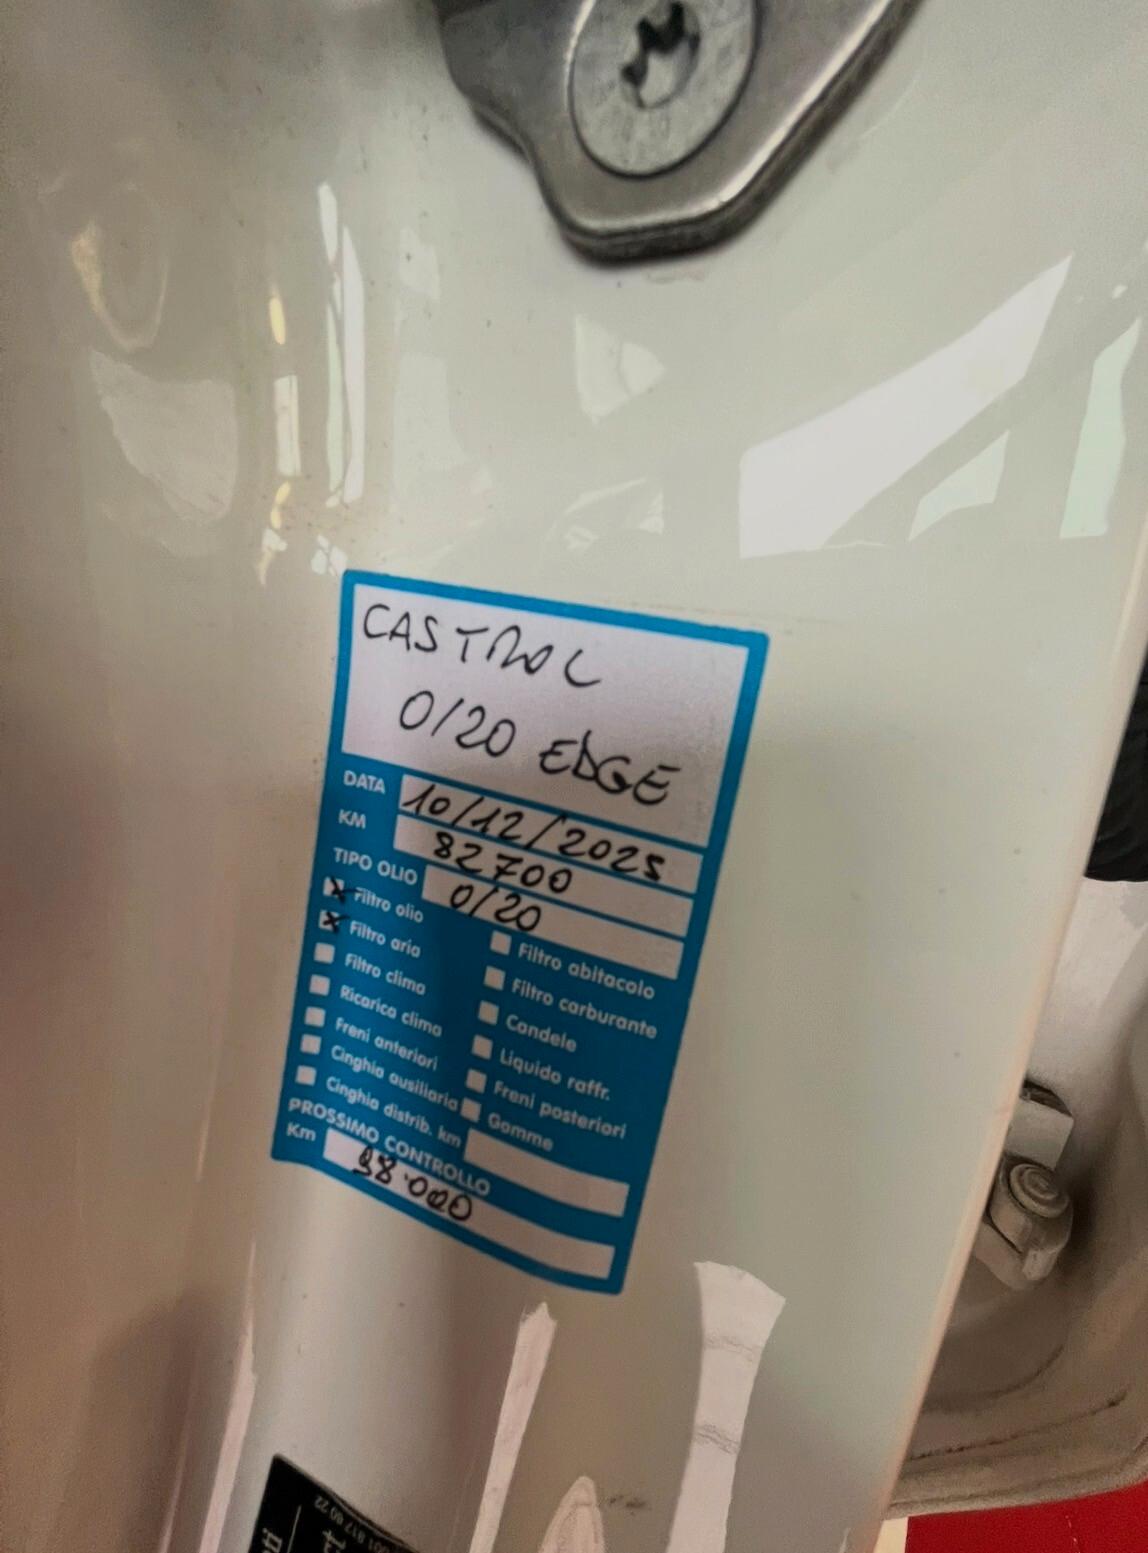 CASTROL
0/20 EDGE
DATA 10/12/2025
KM 82700
TIPO OLIO 0/20
x Filtro olio
x Filtro aria
Filtro clima
Ricarica clima
Freni anteriori
Cinghia ausiliaria
Cinghia distrib. km
Filtro abitacolo
Filtro carburante
Candele
Liquido raffr.
Freni posteriori
Gomme
PROSSIMO CONTROLLO
Km 98.000